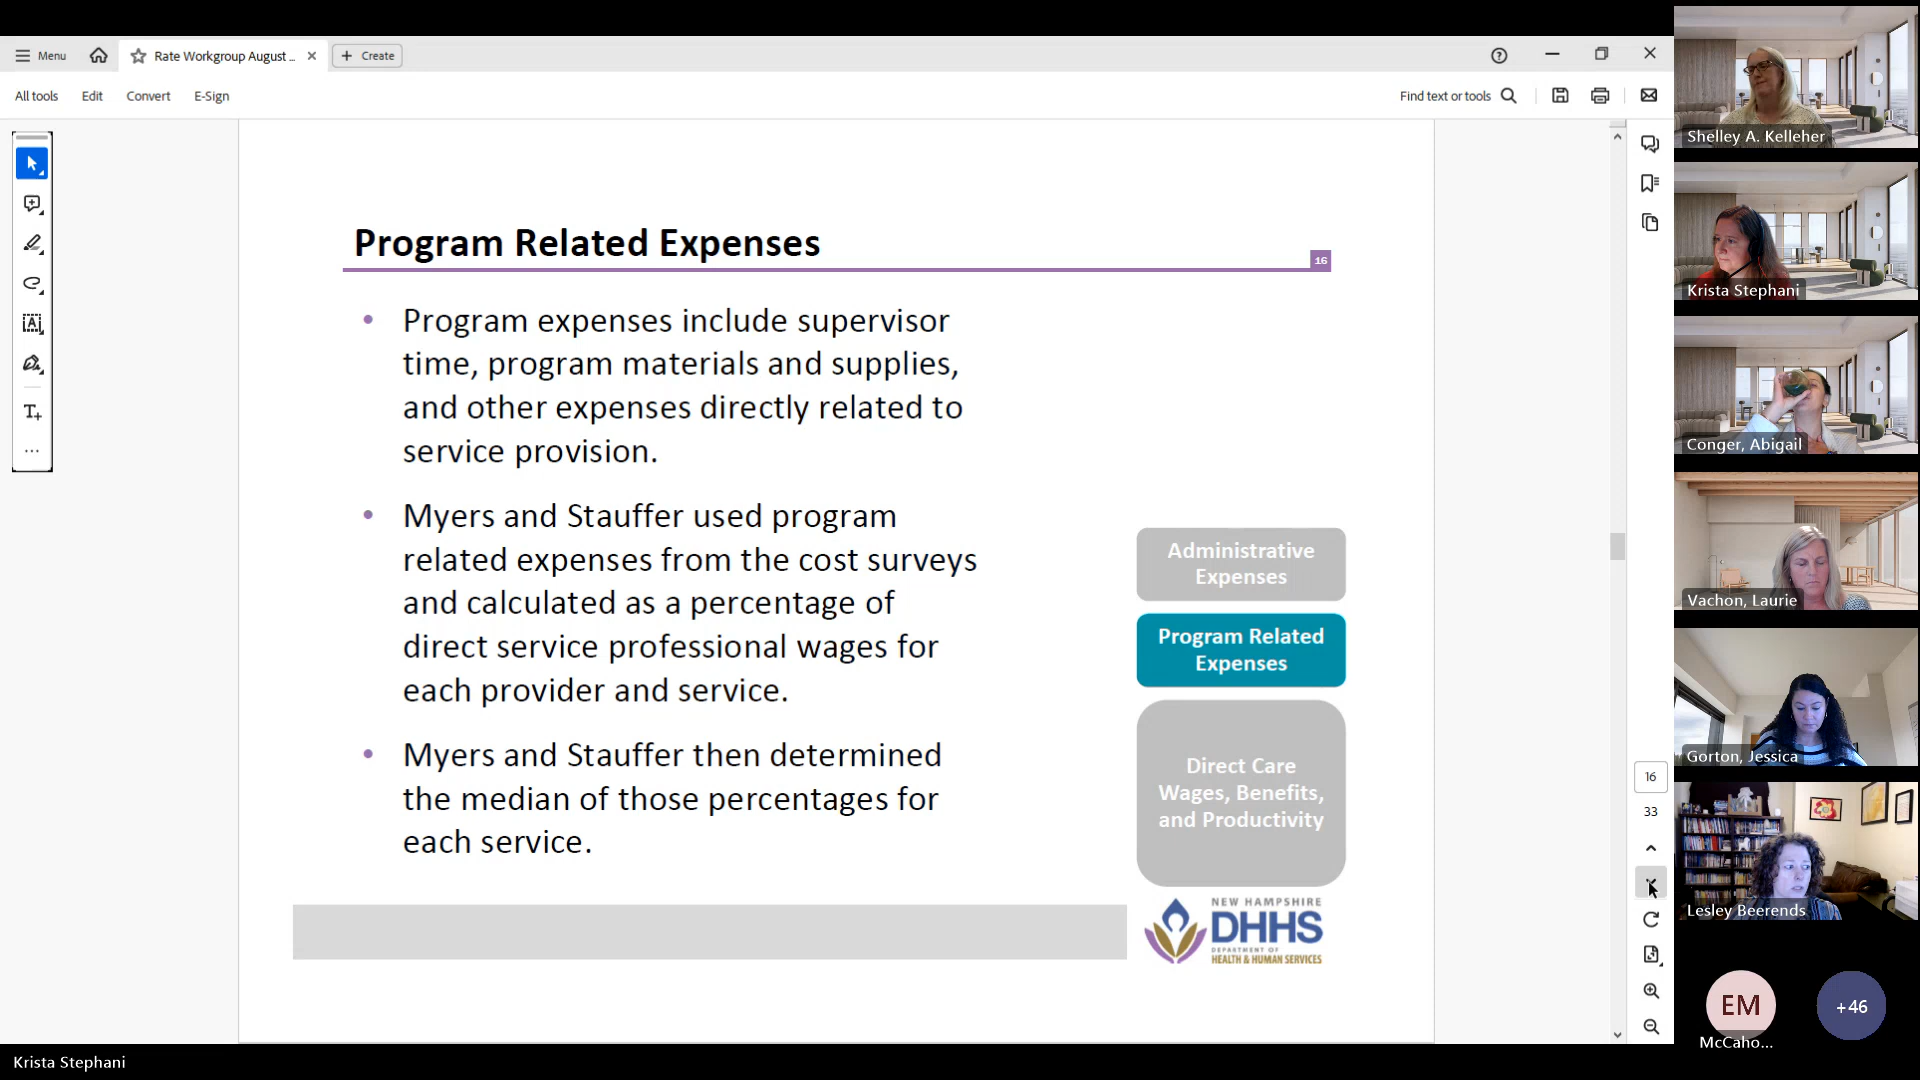 Menu
Rate Workgroup August ...
Create
All tools
Edit
Convert
E-Sign
Find text or tools
Program Related Expenses
16
• Program expenses include supervisor
time, program materials and supplies,
and other expenses directly related to
service provision.
• Myers and Stauffer used program
related expenses from the cost surveys
and calculated as a percentage of
direct service professional wages for
each provider and service.
• Myers and Stauffer then determined
the median of those percentages for
each service.
Administrative
Expenses
Program Related
Expenses
Direct Care
Wages, Benefits,
and Productivity
NEW HAMPSHIRE
DHHS
DEPARTMENT OF
HEALTH & HUMAN SERVICES
16
33
Shelley A. Kelleher
Krista Stephani
Conger, Abigail
Vachon, Laurie
Gorton, Jessica
Lesley Beerends
EM
McCaho...
+46
Krista Stephani